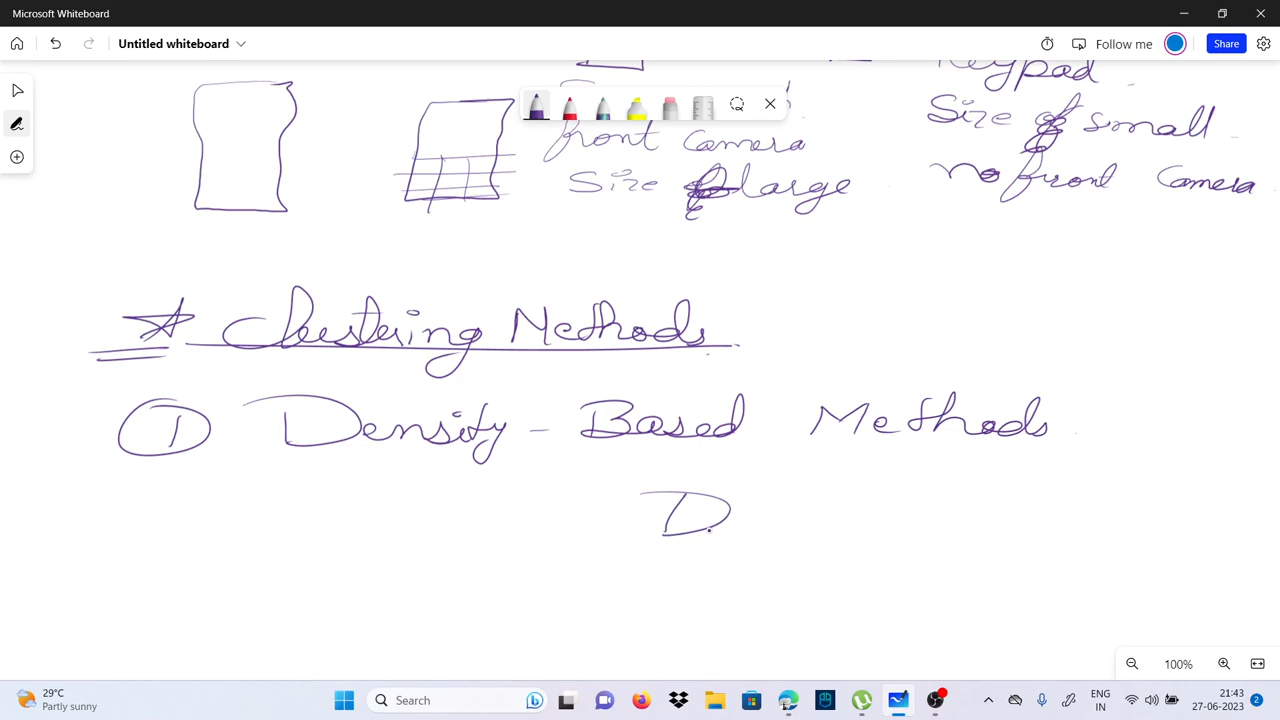 Microsoft Whiteboard
Untitled whiteboard
Follow me
Share
Keypad
front camera
Size of small
Size large
no front Camera
* Clustering Methods
① Density - Based Methods
D
100%
29°C
Partly sunny
Search
ENG
IN
21:43
27-06-2023
2